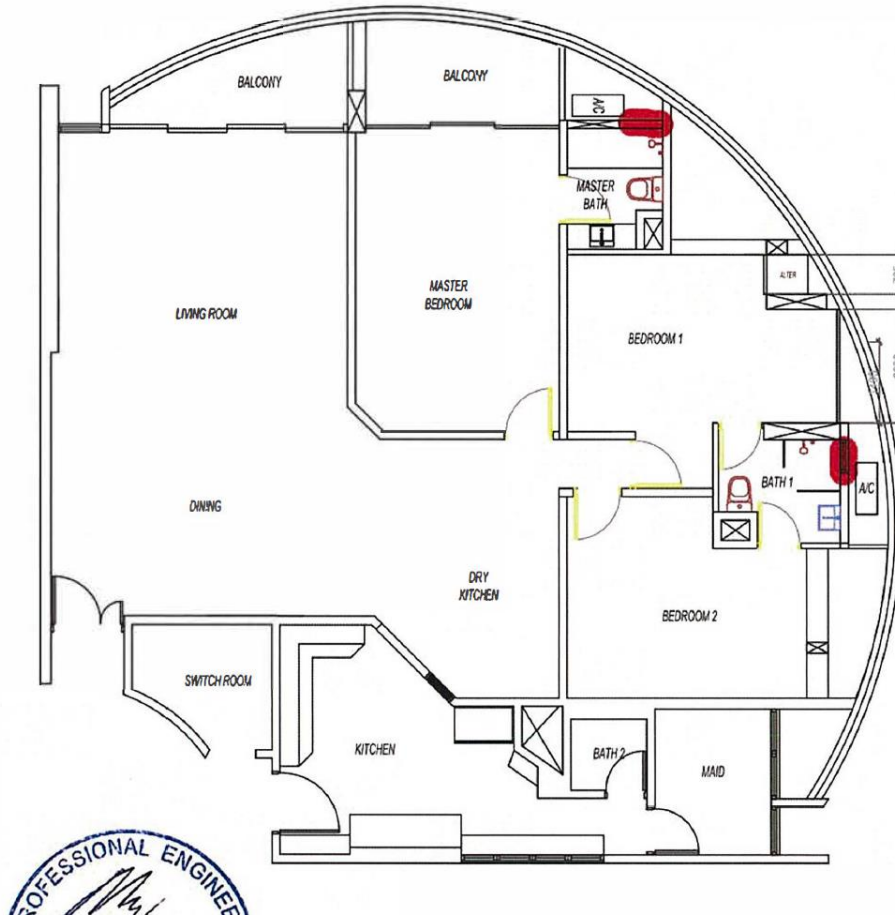 BALCONY
BALCONY
A/C
MASTER
BATH
MASTER
BEDROOM
LIVING ROOM
ALTER
BEDROOM 1
BATH 1
A/C
DINING
DRY
KITCHEN
BEDROOM 2
SWITCH ROOM
KITCHEN
BATH 2
MAID
PROFESSIONAL ENGINEE